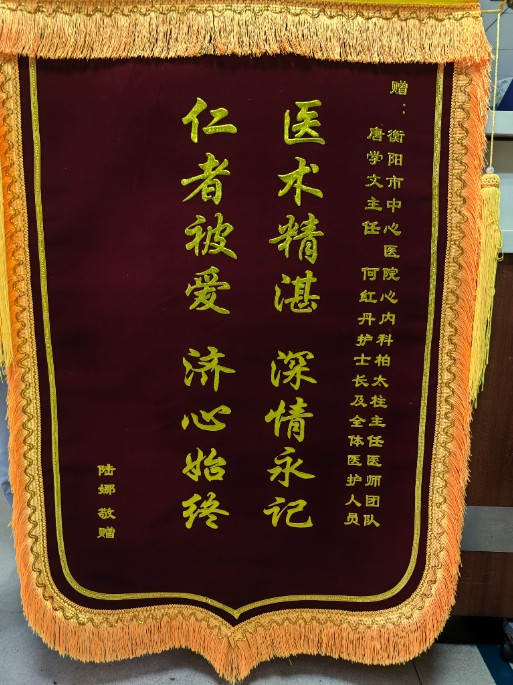 赠：衡阳市中心医院心内科柏太柱主任医师团队
唐学文主任 何红丹护士长及全体医护人员
医术精湛 深情永记
仁者被爱 济心始终
陆娜 敬赠